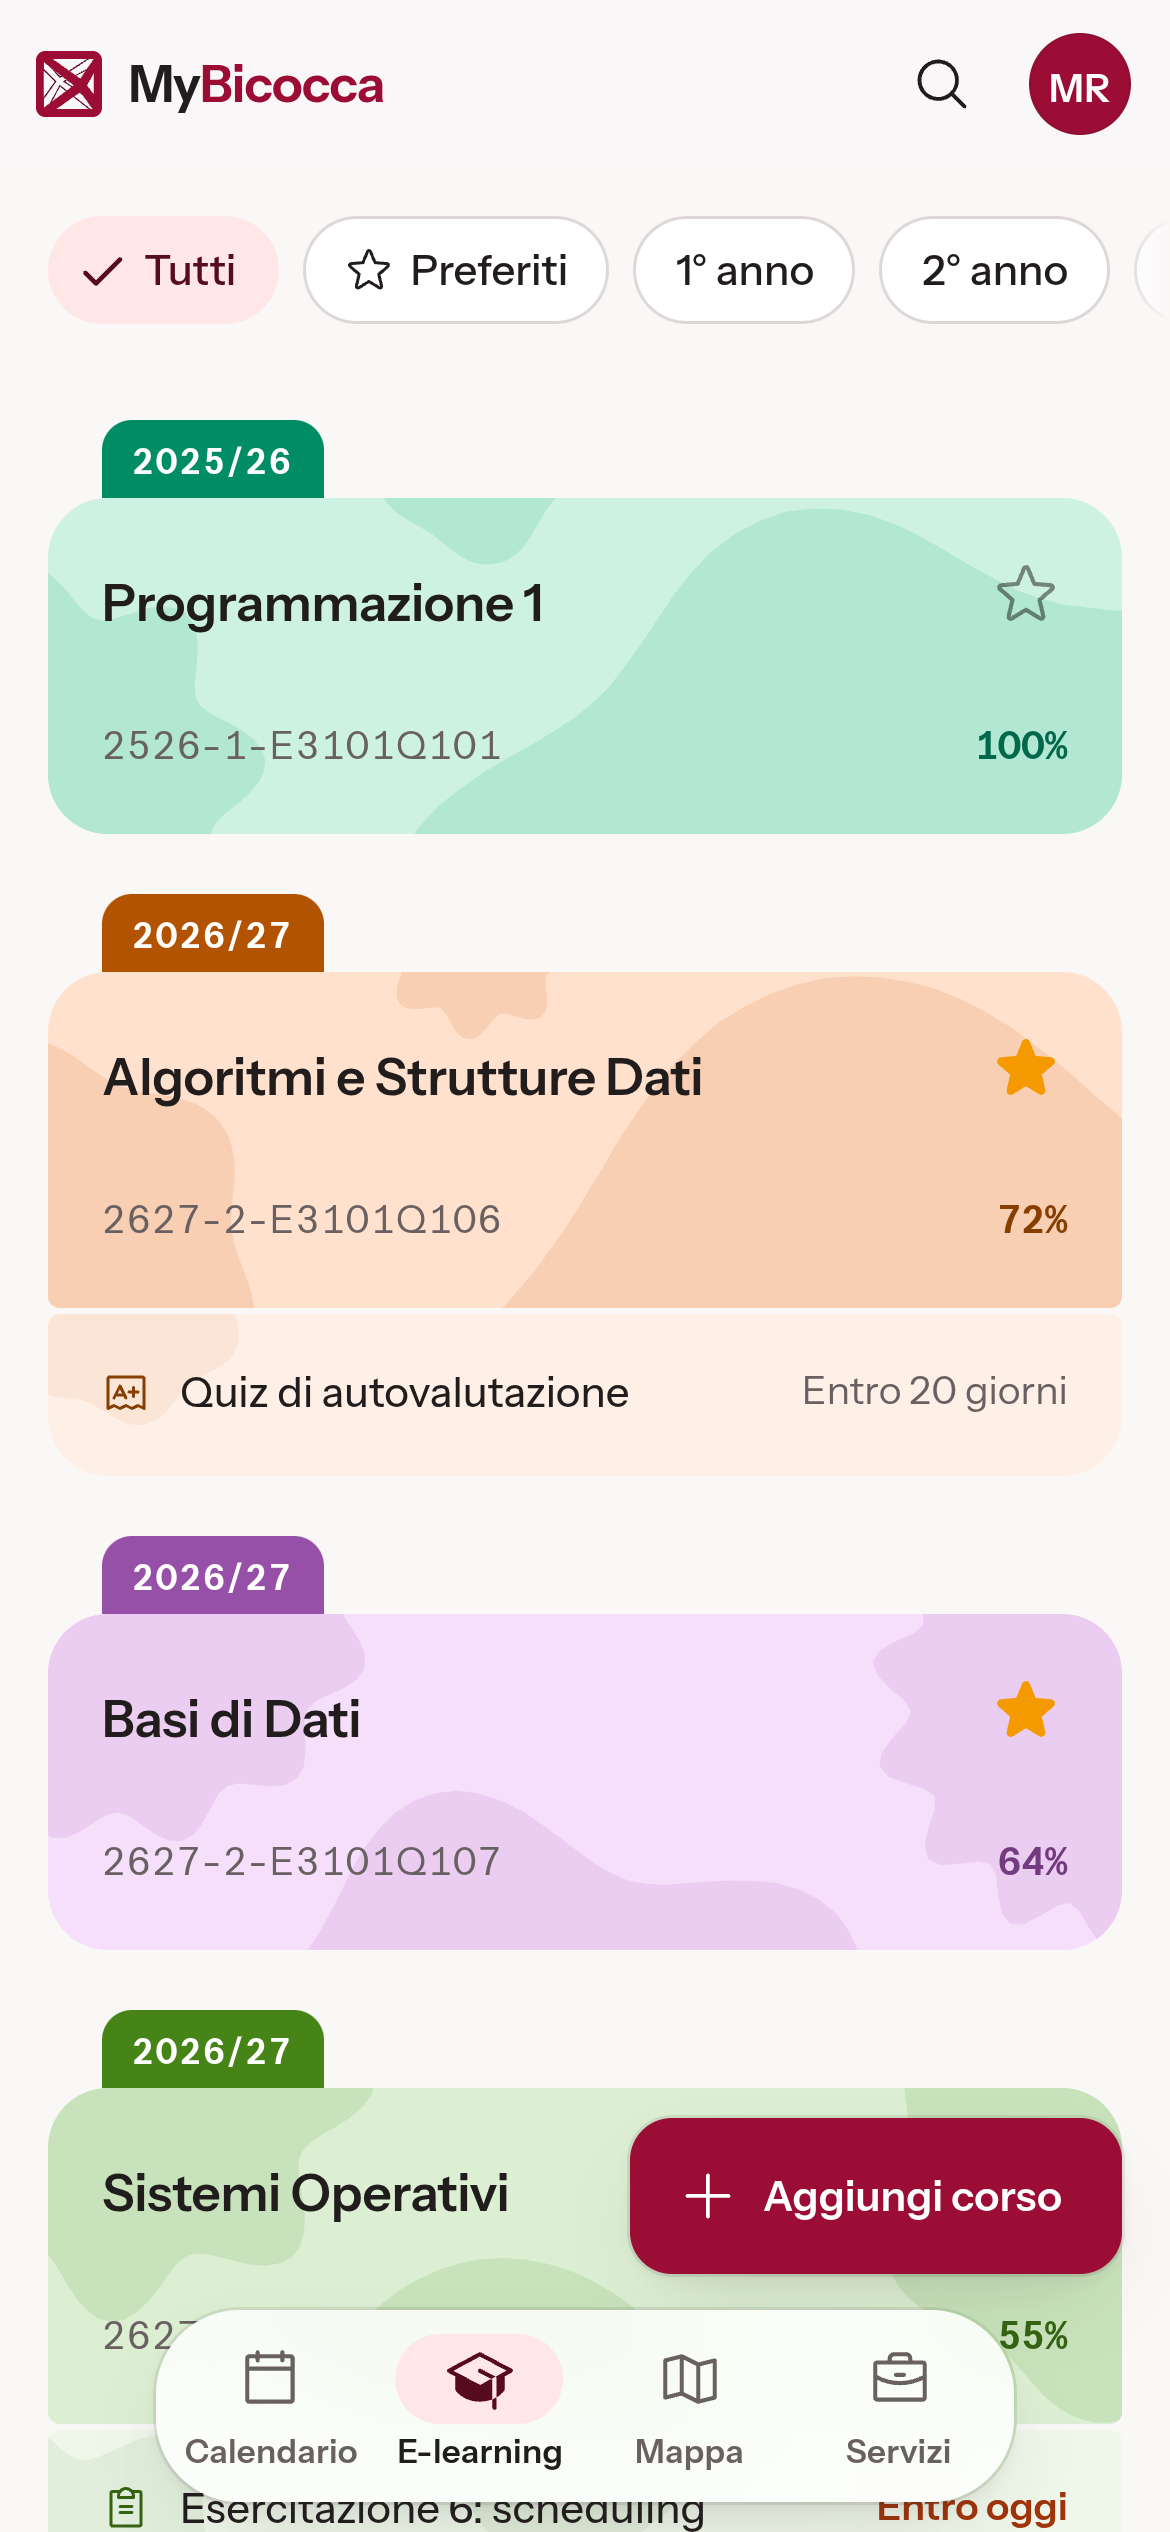 MyBicocca
MR
Tutti
Preferiti
1° anno
2° anno
2025/26
Programmazione 1
2526-1-E3101Q101
100%
2026/27
Algoritmi e Strutture Dati
2627-2-E3101Q106
72%
A+
Quiz di autovalutazione
Entro 20 giorni
2026/27
Basi di Dati
2627-2-E3101Q107
64%
2026/27
Sistemi Operativi
Aggiungi corso
262
55%
Calendario
E-learning
Mappa
Servizi
Esercitazione 6: scheduling
Entro oggi